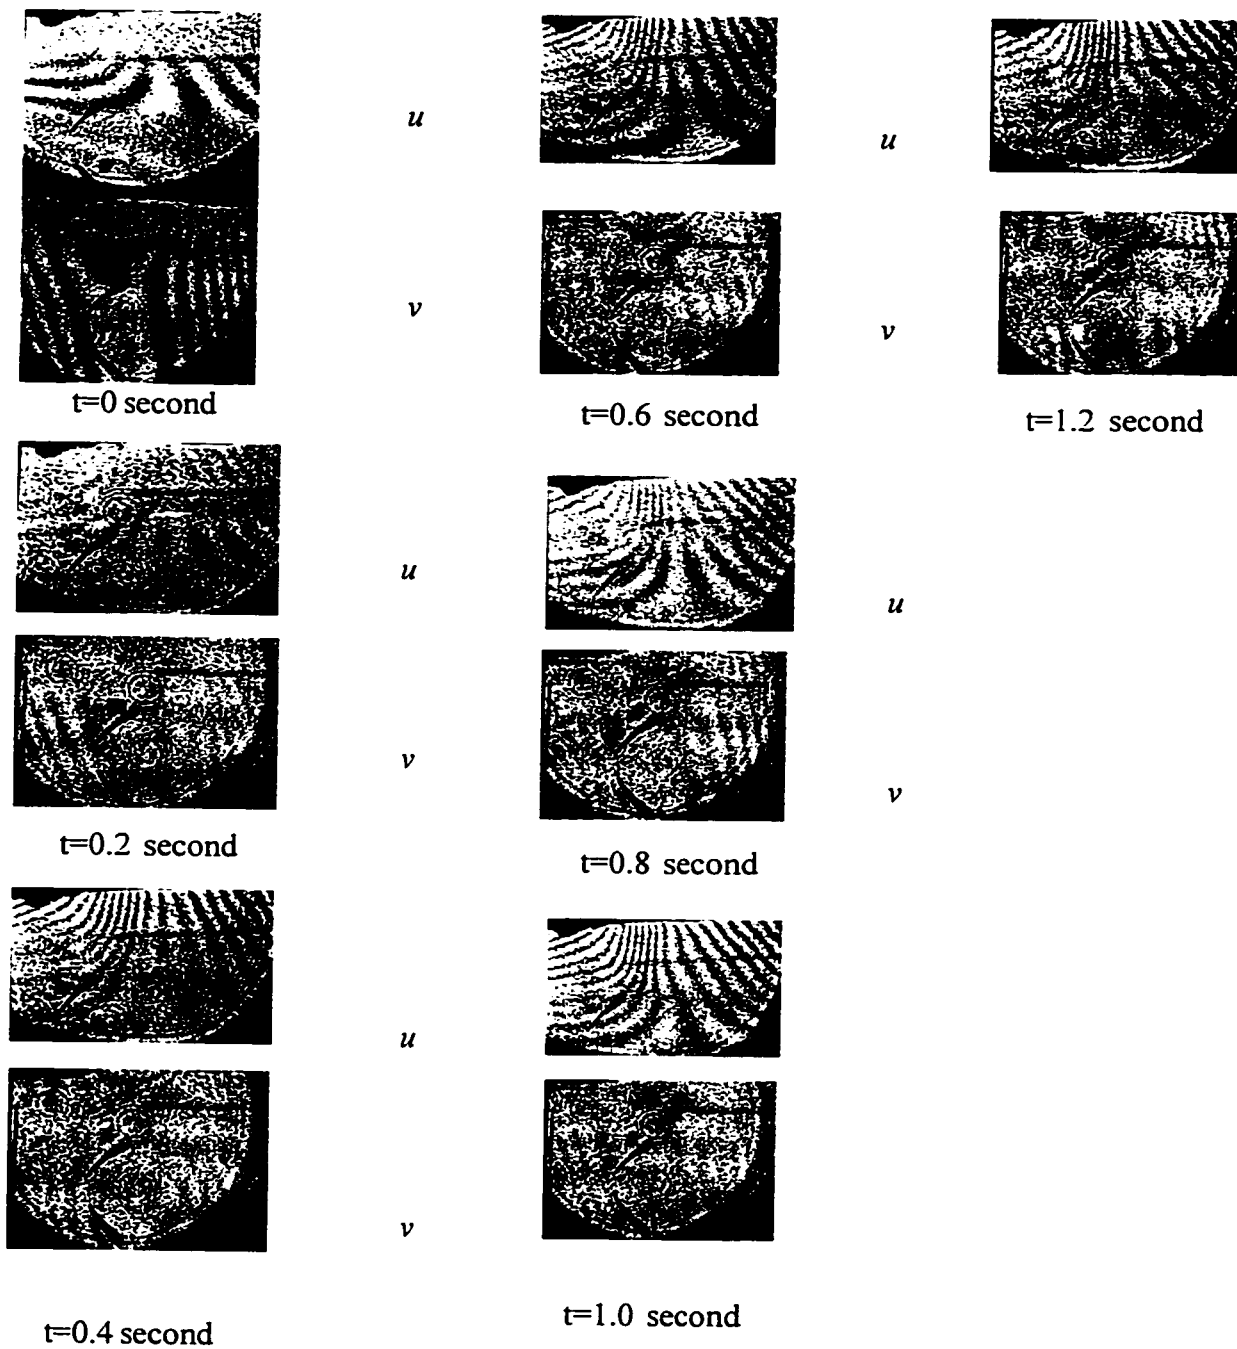 u
v
t=0 second
u
v
t=0.2 second
u
v
t=0.4 second
u
v
t=0.6 second
u
v
t=0.8 second
t=1.0 second
t=1.2 second